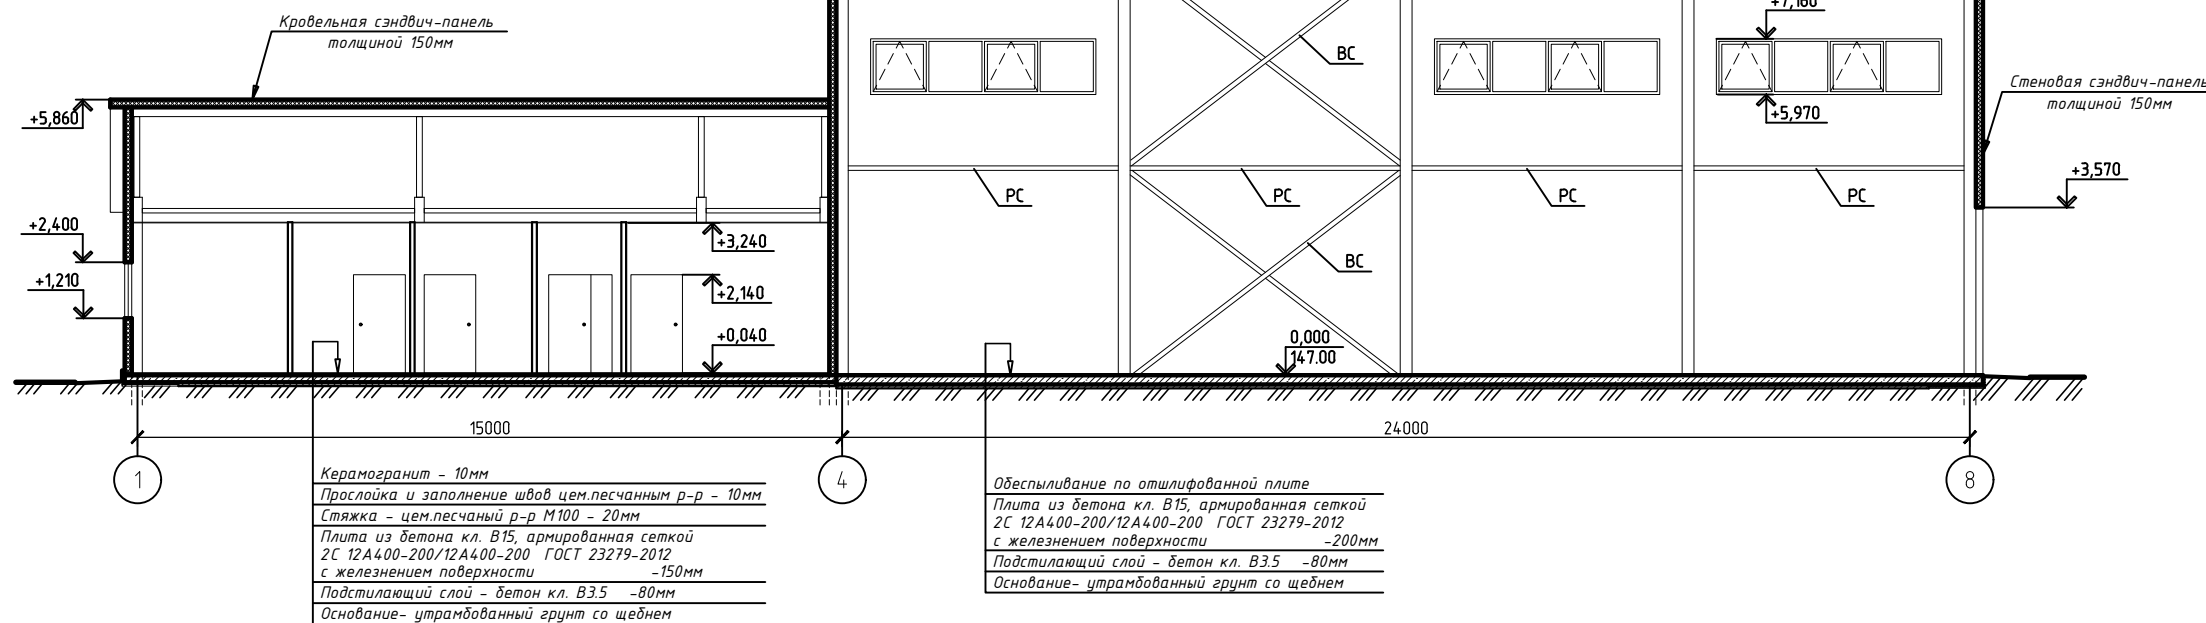 Кровельная сэндвич-панель
толщиной 150мм
+7,160
ВС
Стеновая сэндвич-панель
толщиной 150мм
+5,860
+5,970
+3,570
РС
РС
РС
РС
+2,400
+3,240
ВС
+1,210
+2,140
+0,040
0,000
147.00
15000
24000
1
4
8
Керамогранит - 10мм
Прослойка и заполнение швов цем.песчанным р-р - 10мм
Стяжка - цем.песчаный р-р М100 - 20мм
Плита из бетона кл. В15, армированная сеткой
2С 12А400-200/12А400-200 ГОСТ 23279-2012
с железнением поверхности -150мм
Подстилающий слой - бетон кл. В3.5 -80мм
Основание- утрамбованный грунт со щебнем
Обеспыливание по отшлифованной плите
Плита из бетона кл. В15, армированная сеткой
2С 12А400-200/12А400-200 ГОСТ 23279-2012
с железнением поверхности -200мм
Подстилающий слой - бетон кл. В3.5 -80мм
Основание- утрамбованный грунт со щебнем